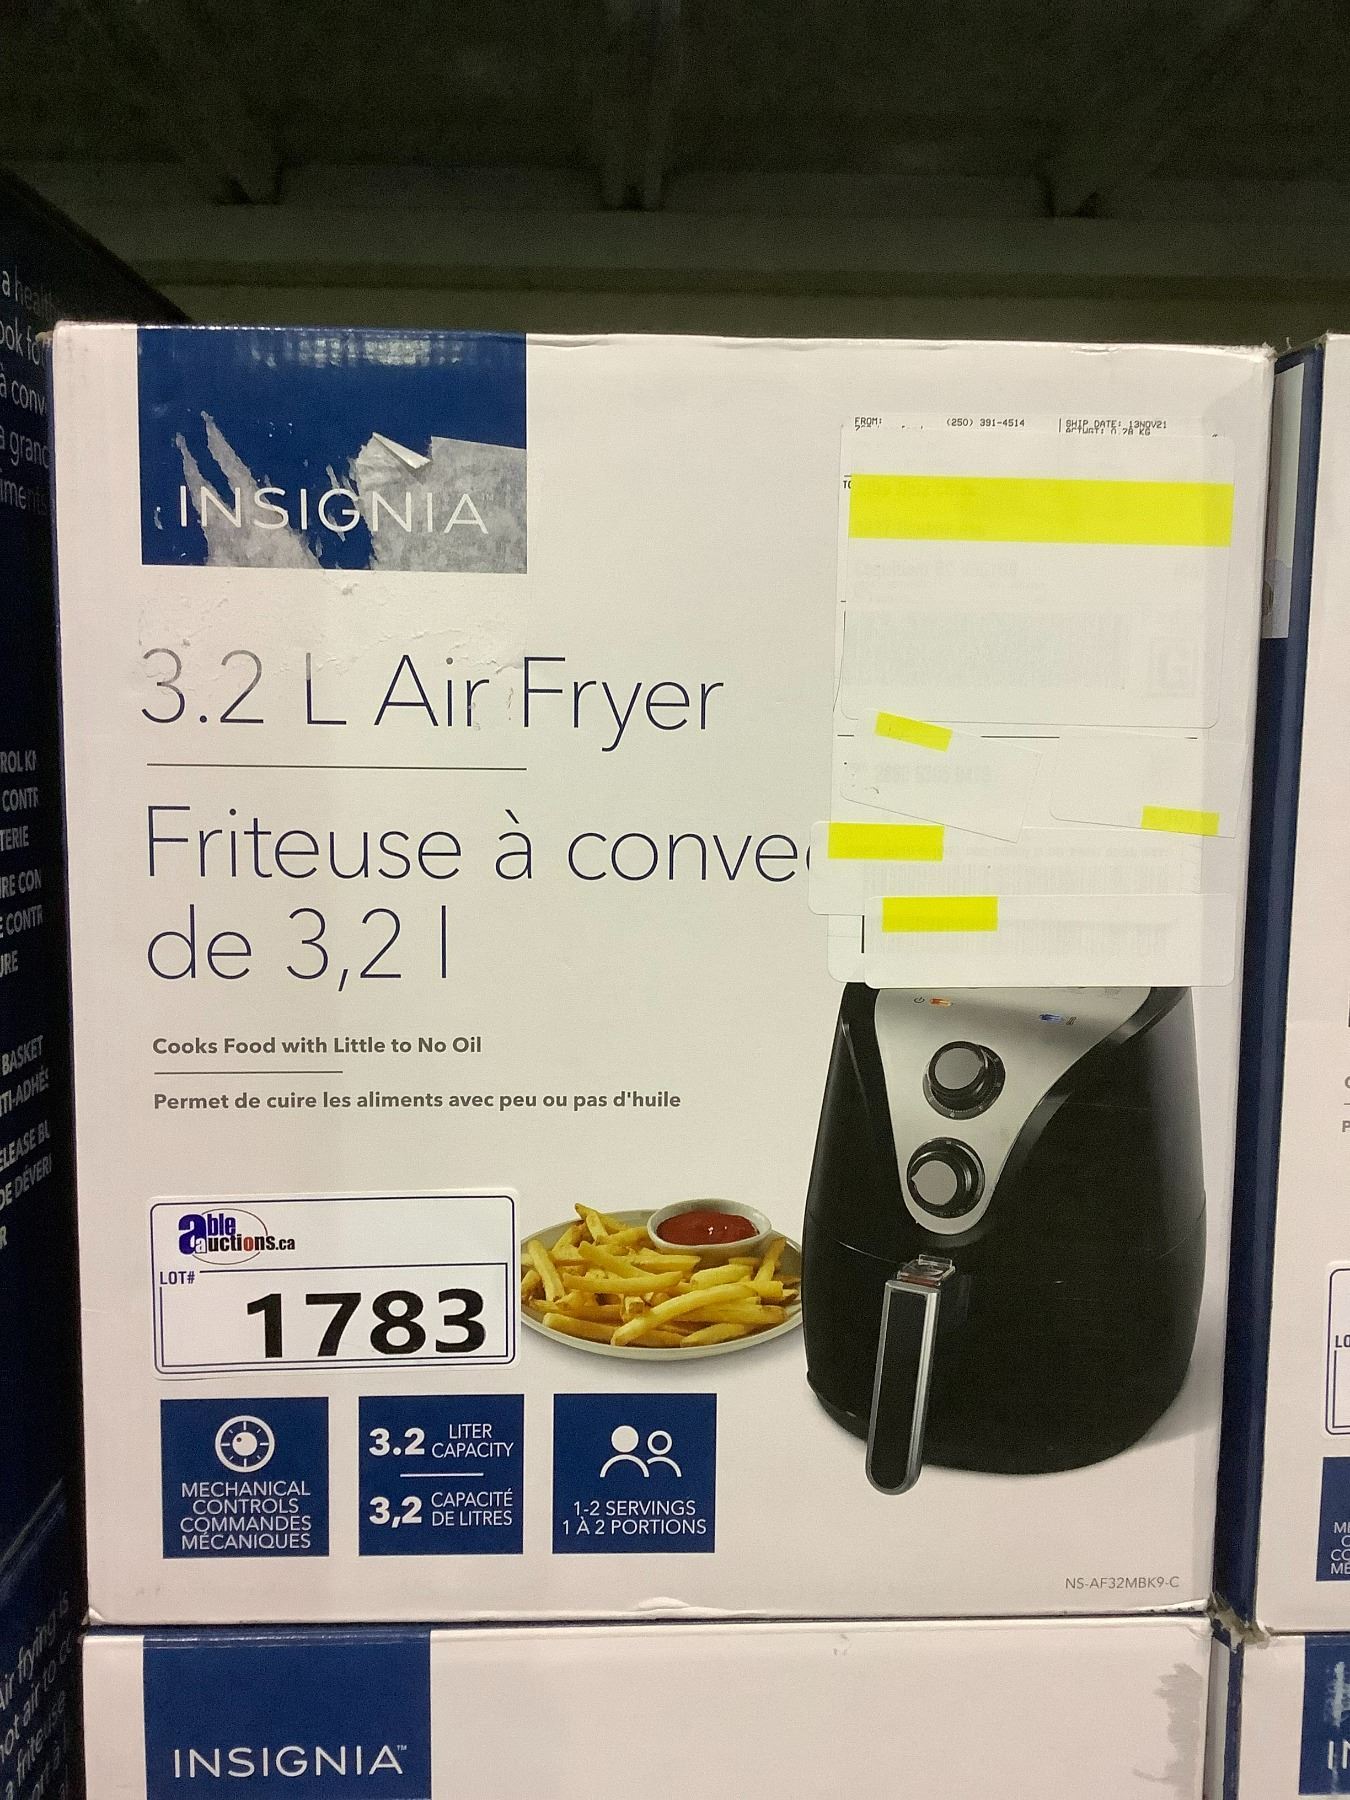 INSIGNIA™
3.2 L Air Fryer
Friteuse à conve
de 3,2 l
Cooks Food with Little to No Oil
Permet de cuire les aliments avec peu ou pas d'huile
FROM: (250) 391-4514 SHIP DATE: 13NOV21
TO
able
auctions.ca
LOT#
1783
MECHANICAL
CONTROLS
COMMANDES
MÉCANIQUES
3.2 LITER
CAPACITY
3,2 CAPACITÉ
DE LITRES
1-2 SERVINGS
1 À 2 PORTIONS
NS-AF32MBK9-C
INSIGNIA™